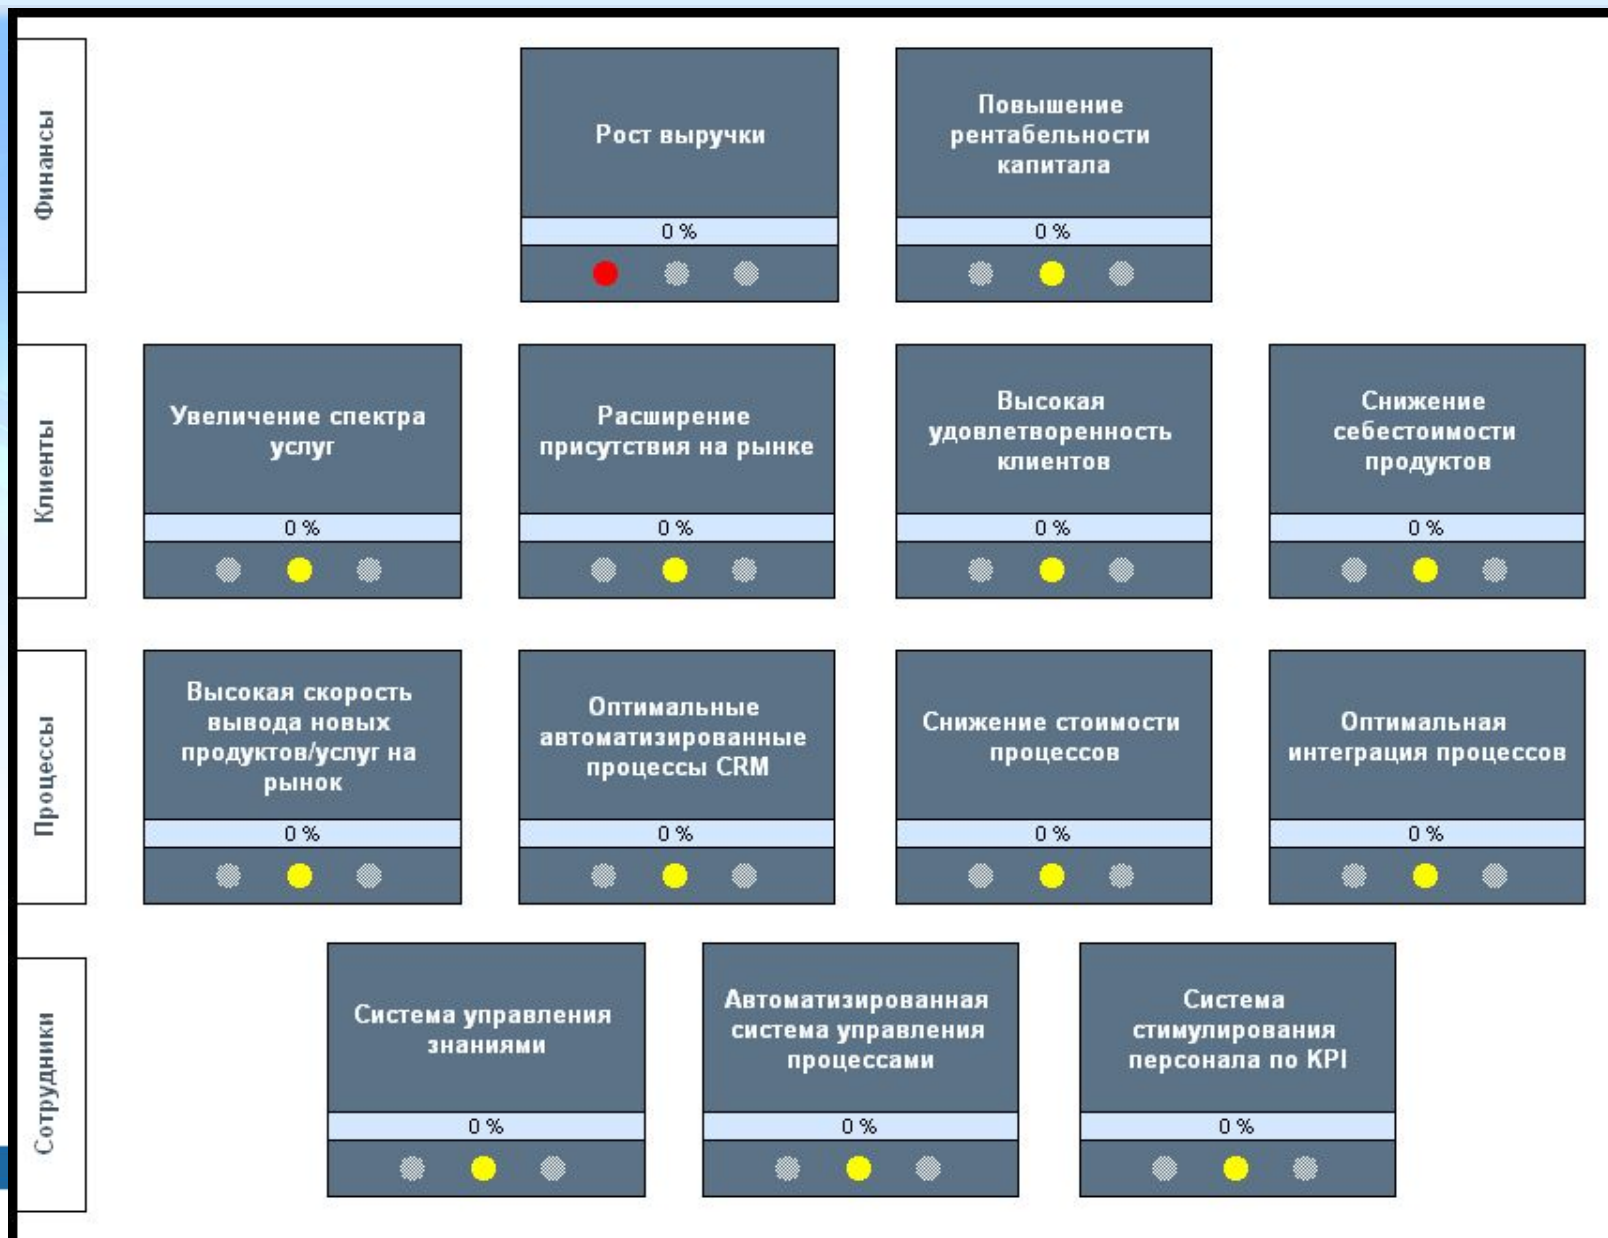 Финансы
Рост выручки
0 %
Повышение
рентабельности
капитала
0 %
Клиенты
Увеличение спектра
услуг
0 %
Расширение
присутствия на рынке
0 %
Высокая
удовлетворенность
клиентов
0 %
Снижение
себестоимости
продуктов
0 %
Процессы
Высокая скорость
вывода новых
продуктов/услуг на
рынок
0 %
Оптимальные
автоматизированные
процессы CRM
0 %
Снижение стоимости
процессов
0 %
Оптимальная
интеграция процессов
0 %
Сотрудники
Система управления
знаниями
0 %
Автоматизированная
система управления
процессами
0 %
Система
стимулирования
персонала по KPI
0 %